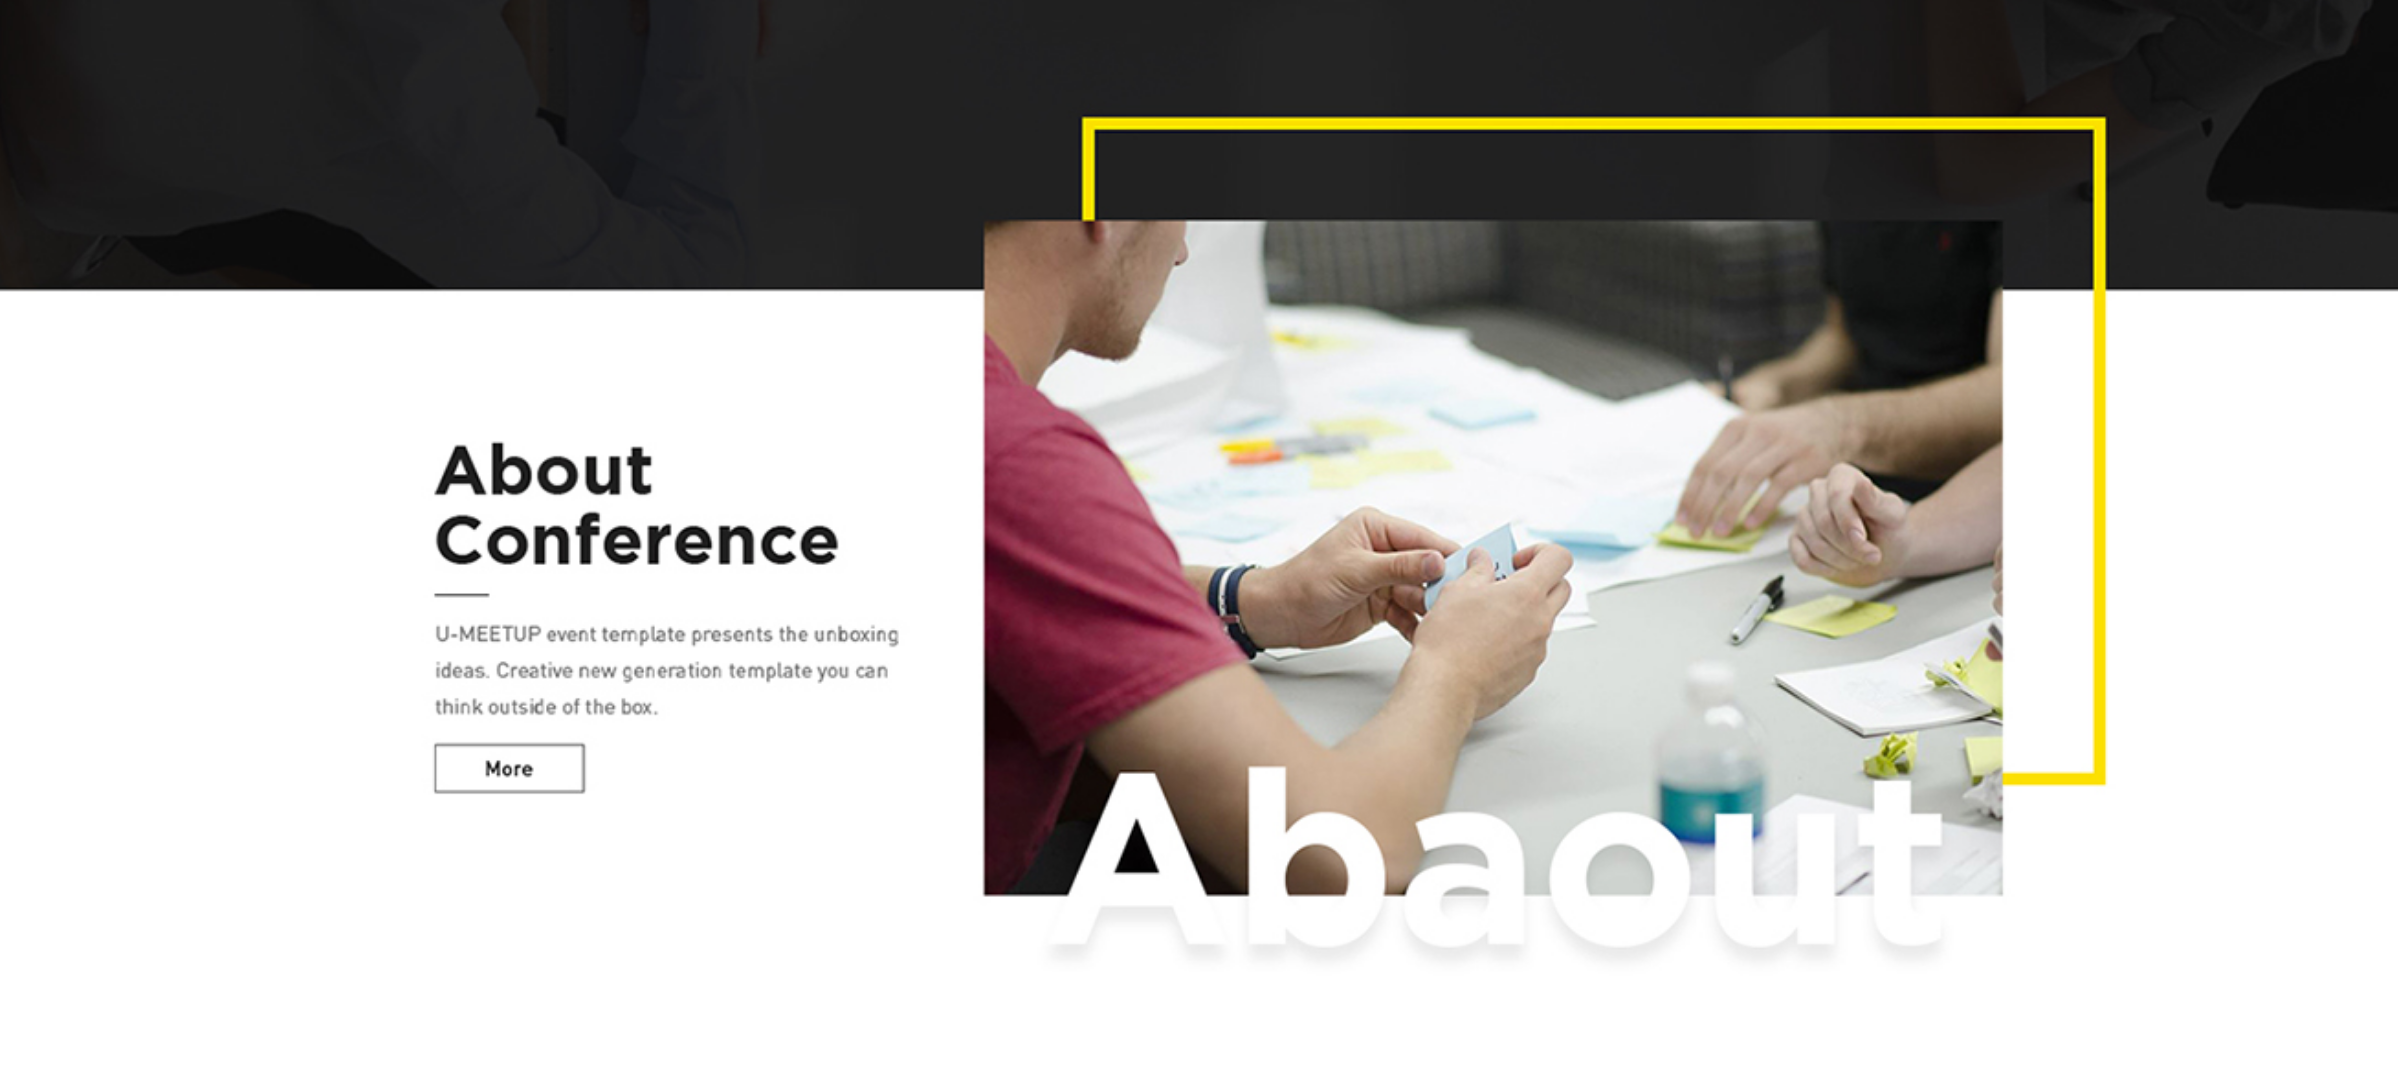 About
Conference
U-MEETUP event template presents the unboxing
ideas. Creative new generation template you can
think outside of the box.
More
Abaout